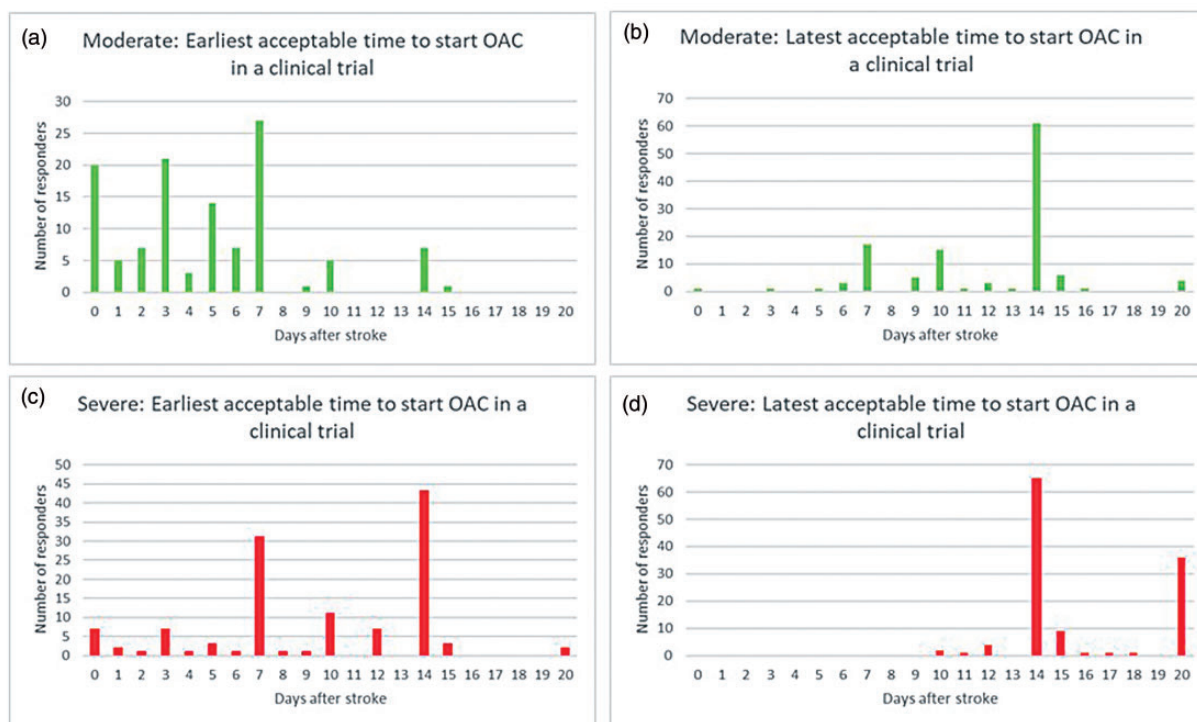 (a)
Moderate: Earliest acceptable time to start OAC
in a clinical trial
Number of responders
30
25
20
15
10
5
0
0 1 2 3 4 5 6 7 8 9 10 11 12 13 14 15 16 17 18 19 20
Days after stroke
(b)
Moderate: Latest acceptable time to start OAC in
a clinical trial
Number of responders
70
60
50
40
30
20
10
0
0 1 2 3 4 5 6 7 8 9 10 11 12 13 14 15 16 17 18 19 20
Days after stroke
(c)
Severe: Earliest acceptable time to start OAC in a
clinical trial
Number of responders
50
45
40
35
30
25
20
15
10
5
0
0 1 2 3 4 5 6 7 8 9 10 11 12 13 14 15 16 17 18 19 20
Days after stroke
(d)
Severe: Latest acceptable time to start OAC in a
clinical trial
Number of responders
70
60
50
40
30
20
10
0
0 1 2 3 4 5 6 7 8 9 10 11 12 13 14 15 16 17 18 19 20
Days after stroke